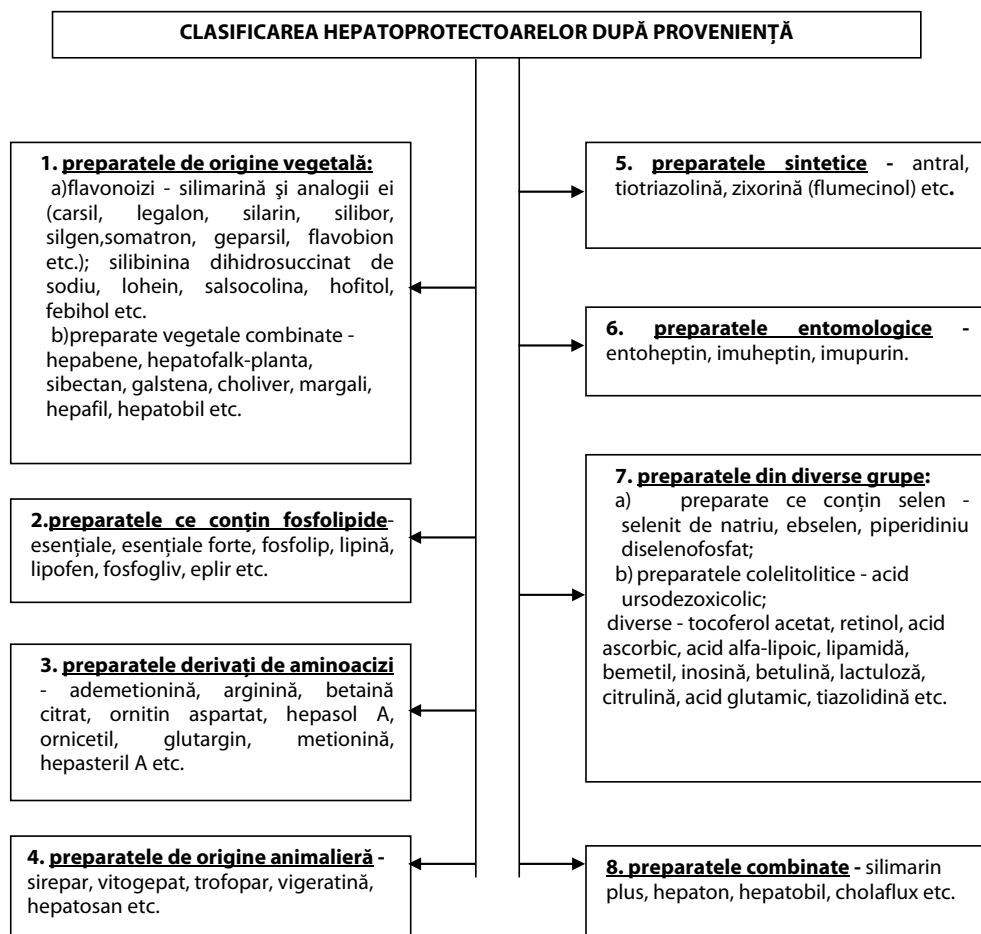 CLASIFICAREA HEPATOPROTECTOARELOR DUPĂ PROVENIENȚĂ
1. preparatele de origine vegetală:
a)flavonoizi - silimarină şi analogii ei
(carsil, legalon, silarin, silibor,
silgen,somatron, geparsil, flavobion
etc.); silibinina dihidrosuccinat de
sodiu, lohein, salsocolina, hofitol,
febihol etc.
b)preparate vegetale combinate -
hepabene, hepatofalk-planta,
sibectan, galstena, choliver, margali,
hepafil, hepatobil etc.
2.preparatele ce conțin fosfolipide-
esențiale, esențiale forte, fosfolip, lipină,
lipofen, fosfogliv, eplir etc.
3. preparatele derivați de aminoacizi
- ademetionină, arginină, betaină
citrat, ornitin aspartat, hepasol A,
ornicetil, glutargin, metionină,
hepasteril A etc.
4. preparatele de origine animalieră -
sirepar, vitogepat, trofopar, vigeratină,
hepatosan etc.
5. preparatele sintetice - antral,
tiotriazolină, zixorină (flumecinol) etc.
6. preparatele entomologice -
entoheptin, imuheptin, imupurin.
7. preparatele din diverse grupe:
a) preparate ce conțin selen -
selenit de natriu, ebselen, piperidiniu
diselenofosfat;
b) preparatele colelitolitice - acid
ursodezoxicolic;
diverse - tocoferol acetat, retinol, acid
ascorbic, acid alfa-lipoic, lipamidă,
bemetil, inosină, betulină, lactuloză,
citrulină, acid glutamic, tiazolidină etc.
8. preparatele combinate - silimarin
plus, hepaton, hepatobil, cholaflux etc.